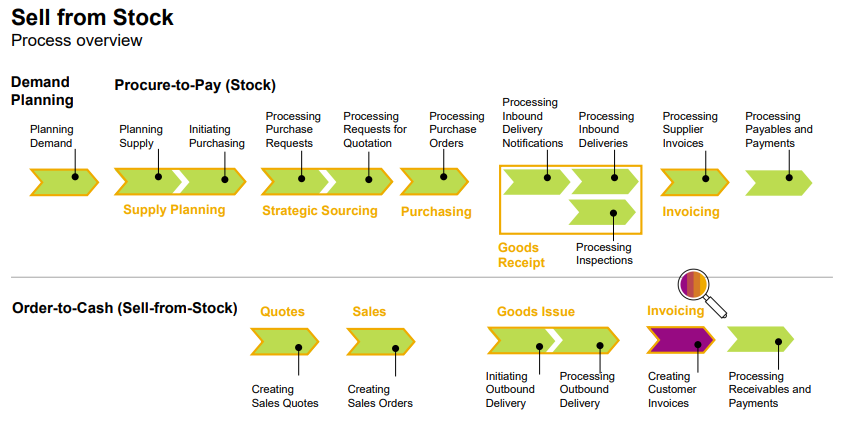 Sell from Stock
Process overview
Demand
Planning
Procure-to-Pay (Stock)
Planning
Demand
Planning
Supply
Initiating
Purchasing
Processing
Purchase
Requests
Processing
Requests for
Quotation
Processing
Purchase
Orders
Processing
Inbound
Delivery
Notifications
Processing
Inbound
Deliveries
Processing
Supplier
Invoices
Processing
Payables and
Payments
Supply Planning
Strategic Sourcing
Purchasing
Goods
Receipt
Processing
Inspections
Invoicing
Order-to-Cash (Sell-from-Stock)
Quotes
Sales
Goods Issue
Invoicing
Creating
Sales Quotes
Creating
Sales Orders
Initiating
Outbound
Delivery
Processing
Outbound
Delivery
Creating
Customer
Invoices
Processing
Receivables and
Payments